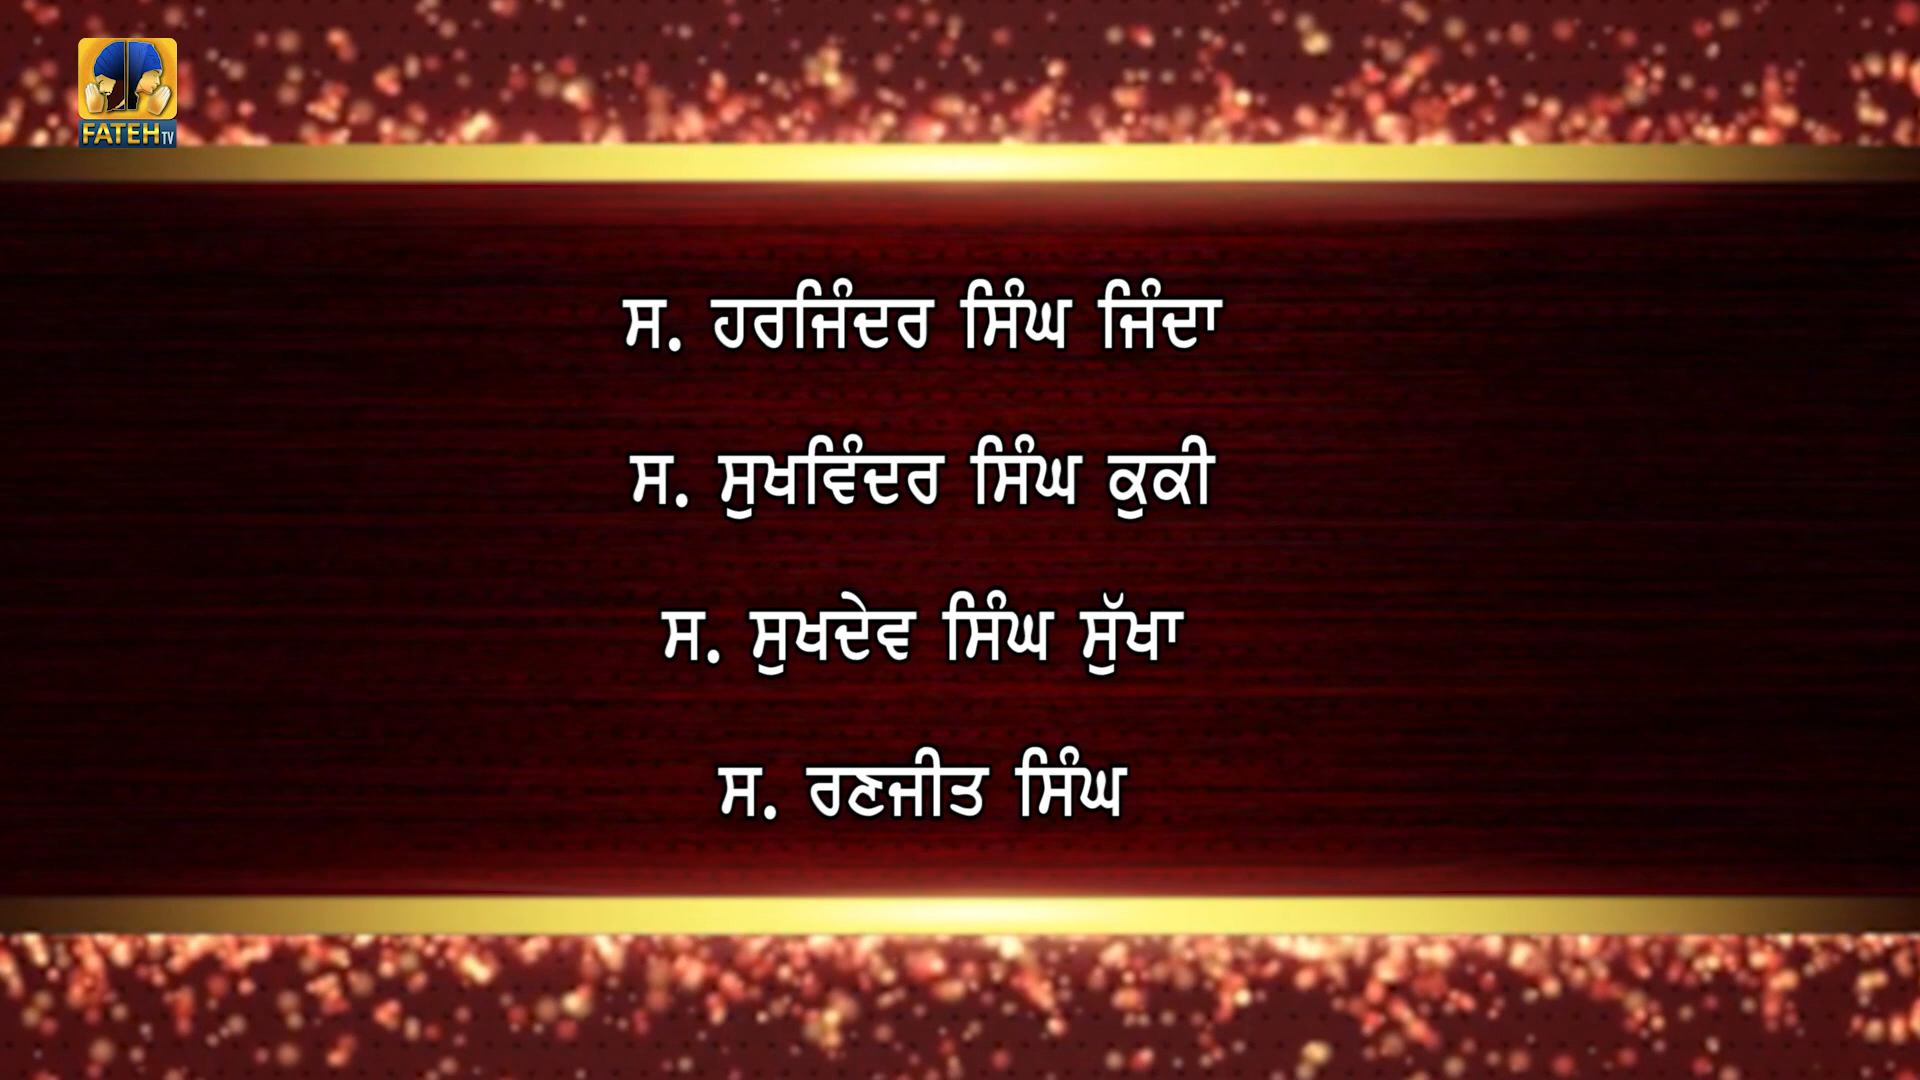 FATEH TV
ਸ. ਹਰਜਿੰਦਰ ਸਿੰਘ ਜਿੰਦਾ
ਸ. ਸੁਖਵਿੰਦਰ ਸਿੰਘ ਕੁਕੀ
ਸ. ਸੁਖਦੇਵ ਸਿੰਘ ਸੁੱਖਾ
ਸ. ਰਣਜੀਤ ਸਿੰਘ